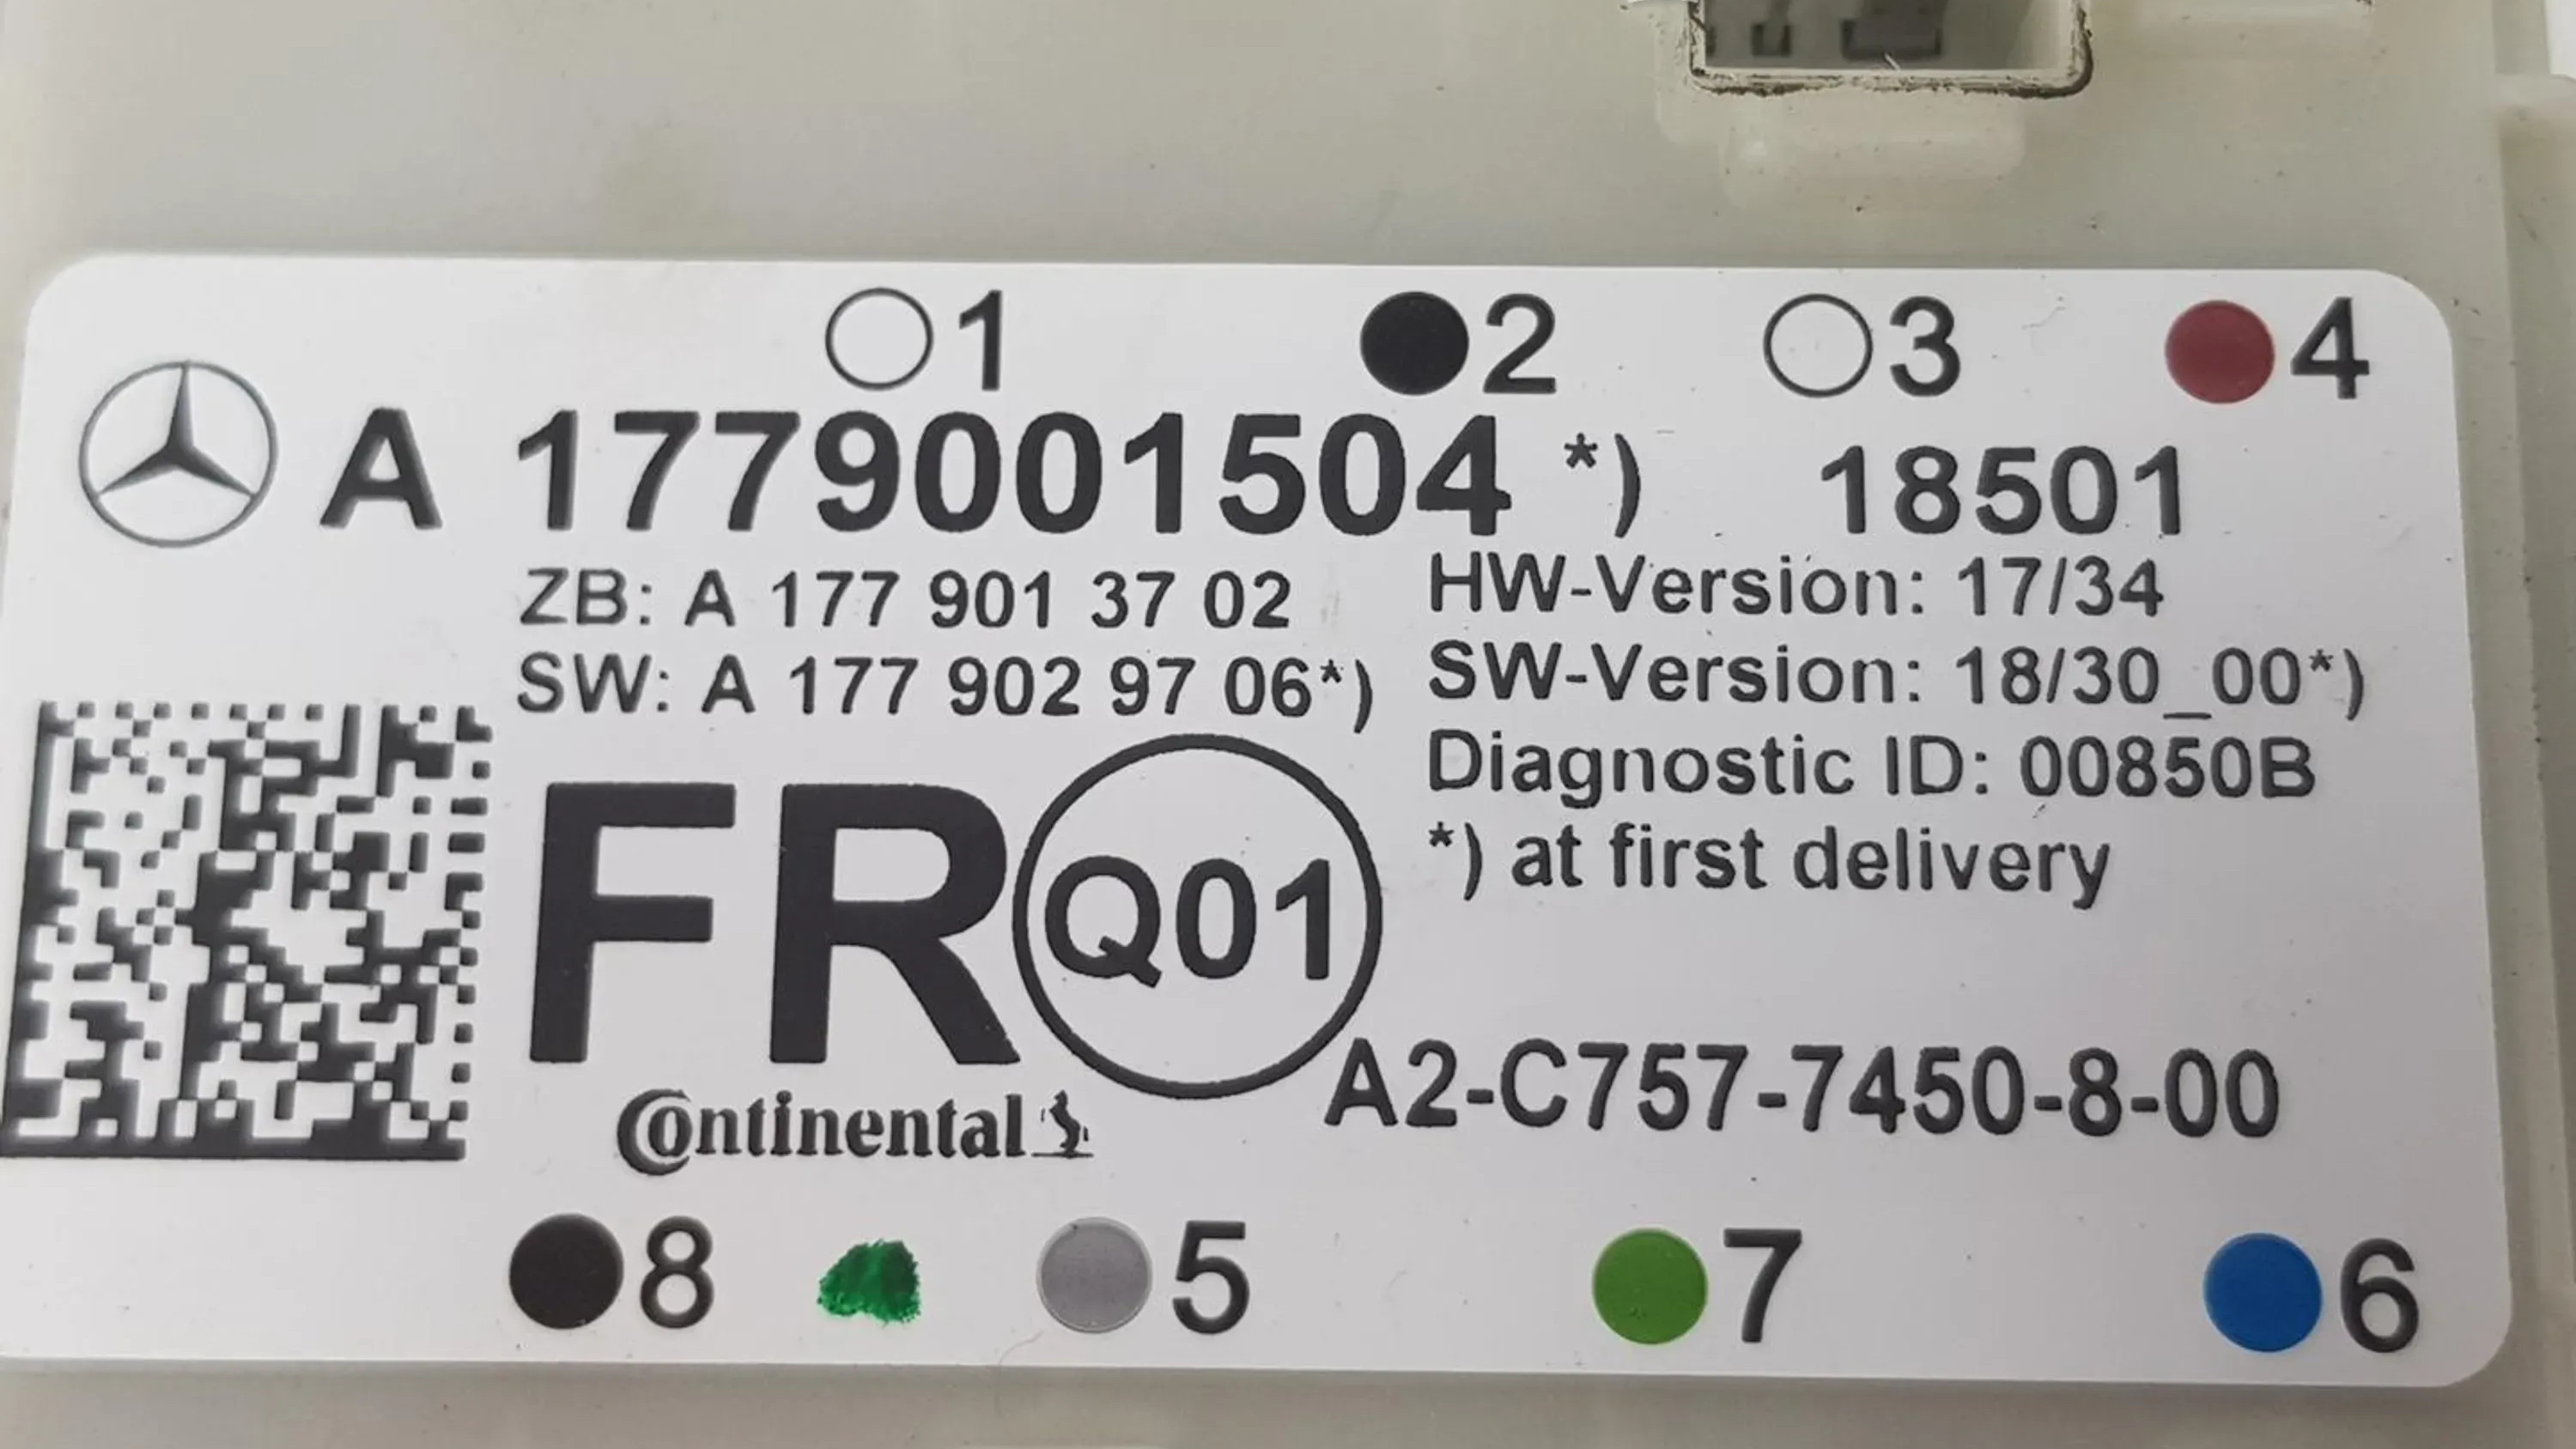 1 2 3 4
A 1779001504 *) 18501
ZB: A 177 901 37 02 HW-Version: 17/34
SW: A 177 902 97 06*) SW-Version: 18/30_00*)
Diagnostic ID: 00850B
*) at first delivery
FR Q01
A2-C757-7450-8-00
Continental
8 5 7 6